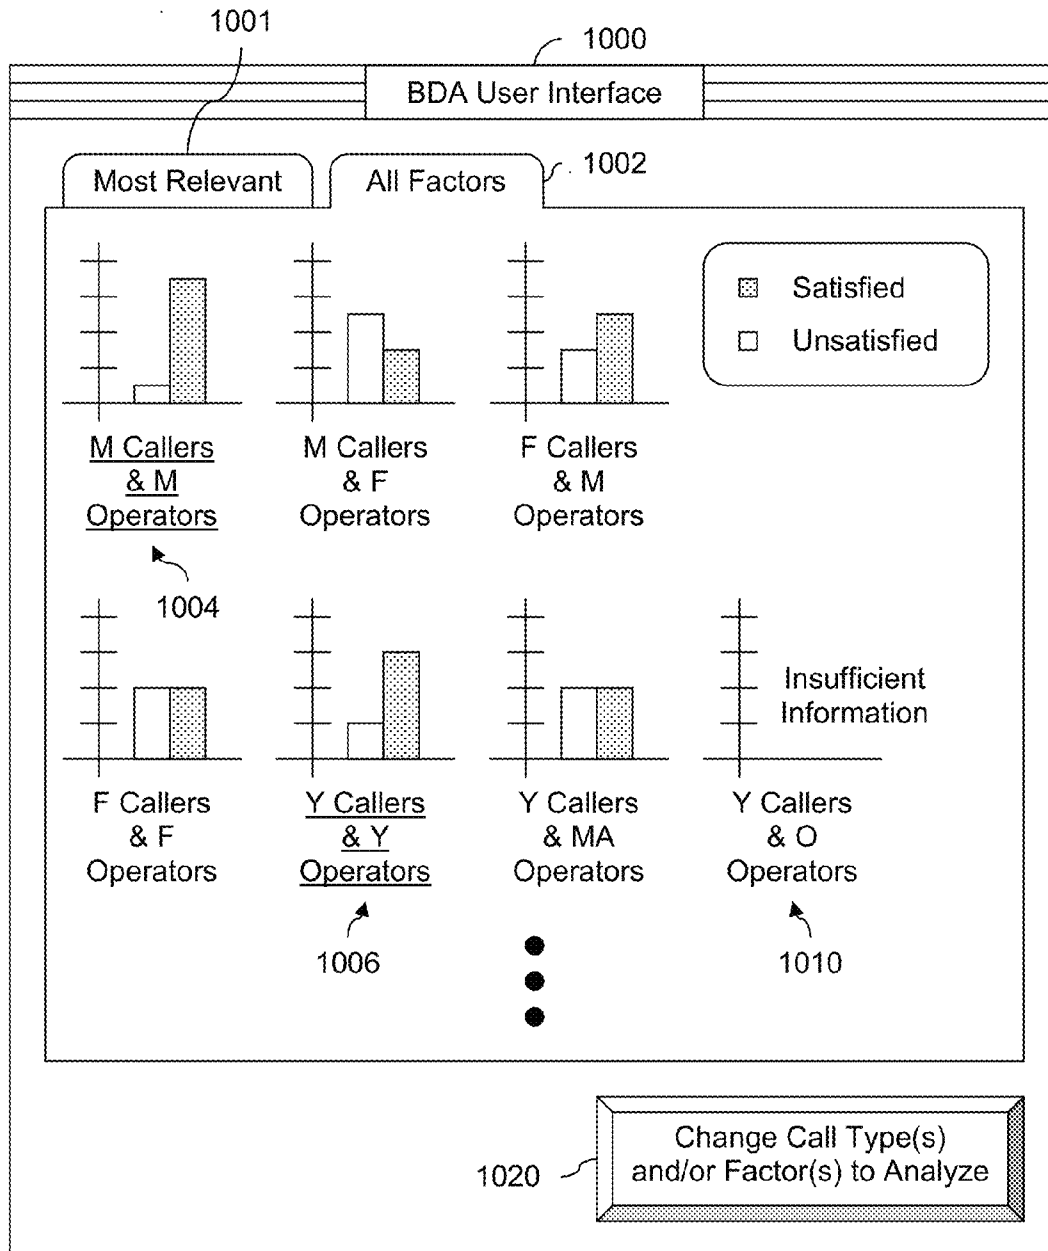 1001
1000
BDA User Interface
Most Relevant
All Factors
1002
Satisfied
Unsatisfied
M Callers
& M
Operators
M Callers
& F
Operators
F Callers
& M
Operators
1004
Insufficient
Information
F Callers
& F
Operators
Y Callers
& Y
Operators
Y Callers
& MA
Operators
Y Callers
& O
Operators
1006
1010
Change Call Type(s)
and/or Factor(s) to Analyze
1020